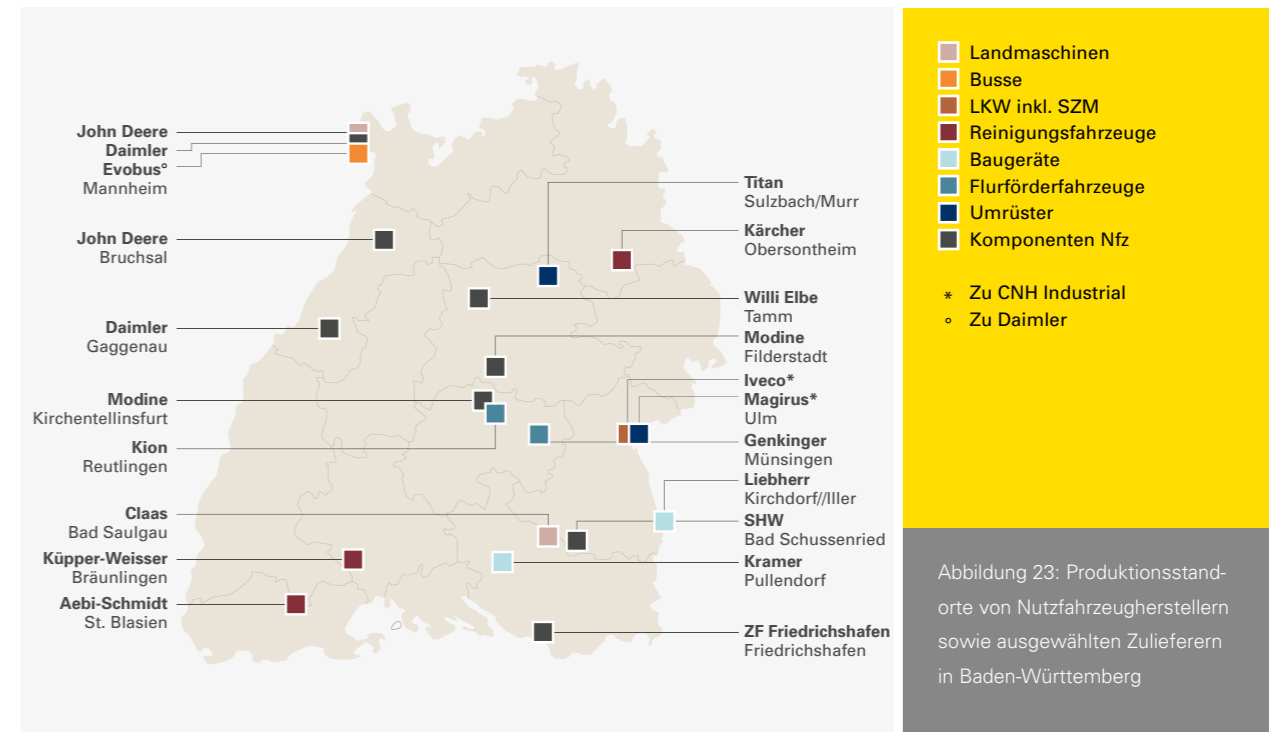 John Deere
Daimler
Evobus°
Mannheim
John Deere
Bruchsal
Daimler
Gaggenau
Modine
Kirchentellinsfurt
Kion
Reutlingen
Claas
Bad Saulgau
Küpper-Weisser
Bräunlingen
Aebi-Schmidt
St. Blasien
Titan
Sulzbach/Murr
Kärcher
Obersontheim
Willi Elbe
Tamm
Modine
Filderstadt
Iveco*
Magirus*
Ulm
Genkinger
Münsingen
Liebherr
Kirchdorf//Iller
SHW
Bad Schussenried
Kramer
Pullendorf
ZF Friedrichshafen
Friedrichshafen
Landmaschinen
Busse
LKW inkl. SZM
Reinigungsfahrzeuge
Baugeräte
Flurförderfahrzeuge
Umrüster
Komponenten Nfz
* Zu CNH Industrial
° Zu Daimler
Abbildung 23: Produktionsstand-
orte von Nutzfahrzeugherstellern
sowie ausgewählten Zulieferern
in Baden-Württemberg